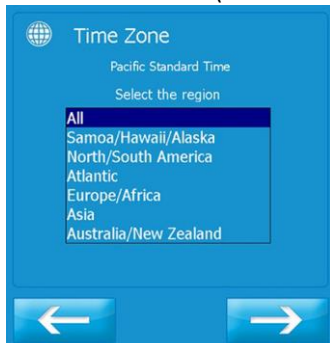 Time Zone
Pacific Standard Time
Select the region
All
Samoa/Hawaii/Alaska
North/South America
Atlantic
Europe/Africa
Asia
Australia/New Zealand